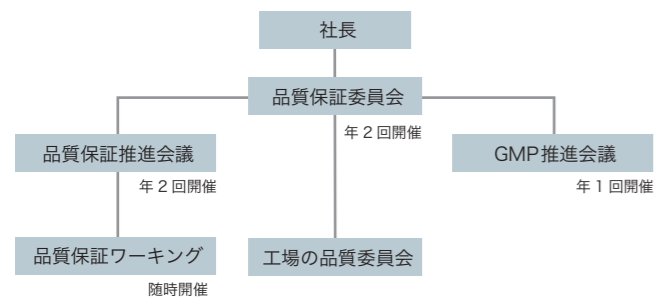 社長
品質保証委員会
年2回開催
品質保証推進会議
年2回開催
GMP推進会議
年1回開催
品質保証ワーキング
随時開催
工場の品質委員会